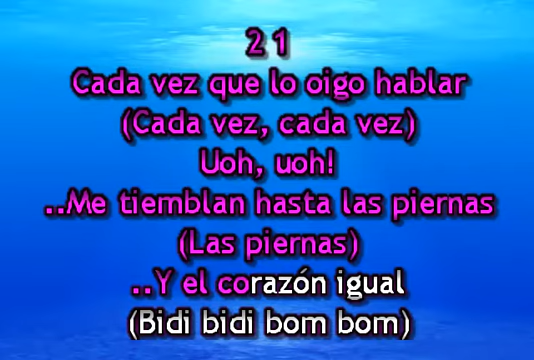 2 1
Cada vez que lo oigo hablar
(Cada vez, cada vez)
Uoh, uoh!
..Me tiemblan hasta las piernas
(Las piernas)
..Y el corazón igual
(Bidi bidi bom bom)